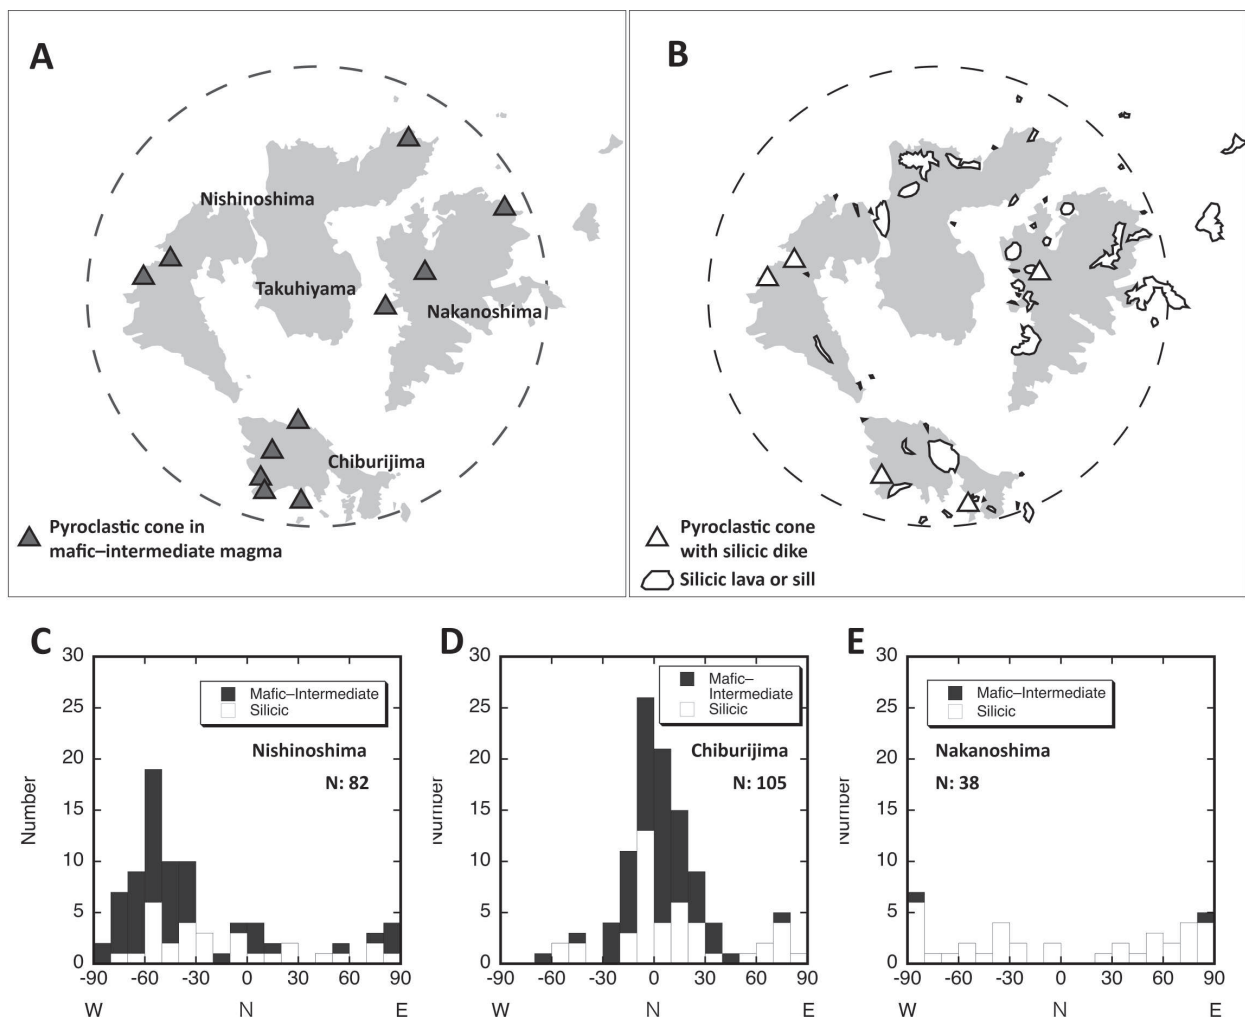 A
Nishinoshima
Takuhiyama
Nakanoshima
Chiburijima
Pyroclastic cone in
mafic–intermediate magma
B
Pyroclastic cone
with silicic dike
Silicic lava or sill
C
30
25
20
15
10
5
0
Number
Mafic–Intermediate
Silicic
Nishinoshima
N: 82
-90 -60 -30 0 30 60 90
W N E
D
30
25
20
15
10
5
0
Number
Mafic–
Intermediate
Silicic
Chiburijima
N: 105
-90 -60 -30 0 30 60 90
W N E
E
30
25
20
15
10
5
0
Number
Mafic–Intermediate
Silicic
Nakanoshima
N: 38
-90 -60 -30 0 30 60 90
W N E